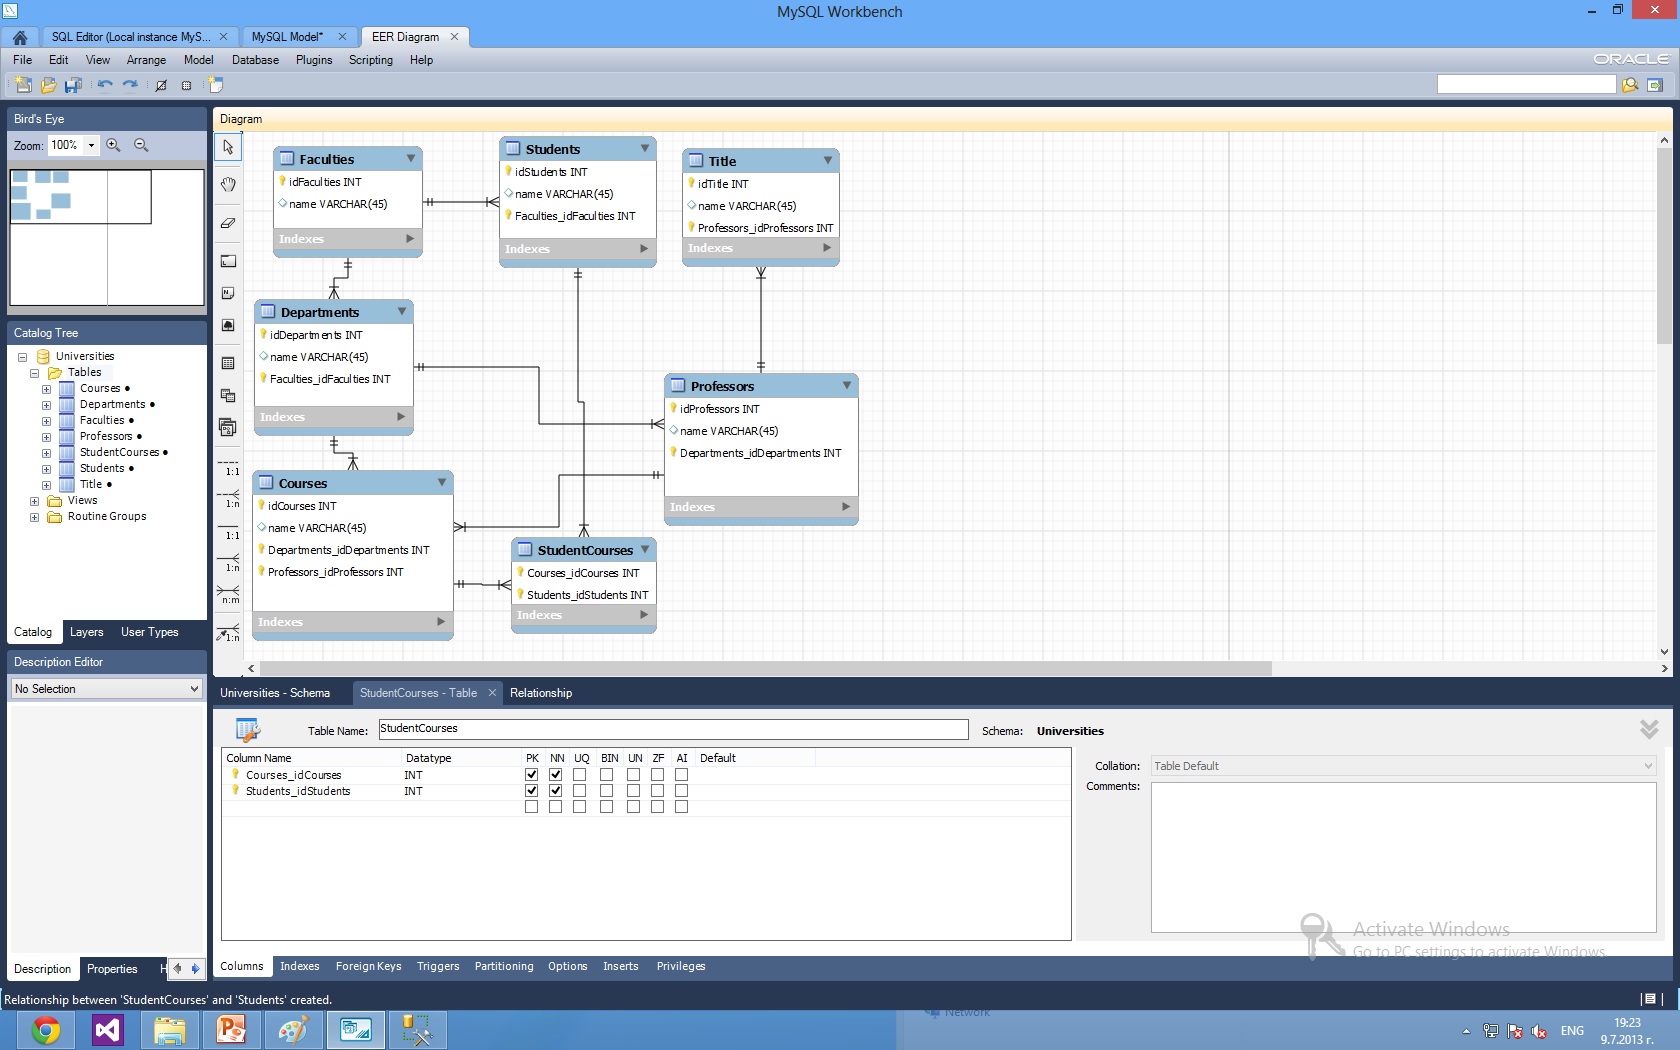 MySQL Workbench
SQL Editor (Local instance MyS...
MySQL Model*
EER Diagram
File Edit View Arrange Model Database Plugins Scripting Help
ORACLE
Bird's Eye
Zoom: 100%
Diagram
Faculties
idFaculties INT
name VARCHAR(45)
Indexes
Students
idStudents INT
name VARCHAR(45)
Faculties_idFaculties INT
Indexes
Title
idTitle INT
name VARCHAR(45)
Professors_idProfessors INT
Indexes
Departments
idDepartments INT
name VARCHAR(45)
Faculties_idFaculties INT
Indexes
Professors
idProfessors INT
name VARCHAR(45)
Departments_idDepartments INT
Indexes
Courses
idCourses INT
name VARCHAR(45)
Departments_idDepartments INT
Professors_idProfessors INT
Indexes
StudentCourses
Courses_idCourses INT
Students_idStudents INT
Indexes
1:1
1:n
1:1
1:n
n:m
1:n
Catalog Tree
Universities
Tables
Courses •
Departments •
Faculties •
Professors •
StudentCourses •
Students •
Title •
Views
Routine Groups
Catalog Layers User Types
Description Editor
No Selection
Description Properties H
Universities - Schema
StudentCourses - Table
Relationship
Table Name: StudentCourses
Schema: Universities
Column Name Datatype PK NN UQ BIN UN ZF AI Default
Courses_idCourses INT
Students_idStudents INT
Collation: Table Default
Comments:
Activate Windows
Go to PC settings to activate Windows.
Columns Indexes Foreign Keys Triggers Partitioning Options Inserts Privileges
Relationship between 'StudentCourses' and 'Students' created.
Network
ENG
19:23
9.7.2013 г.